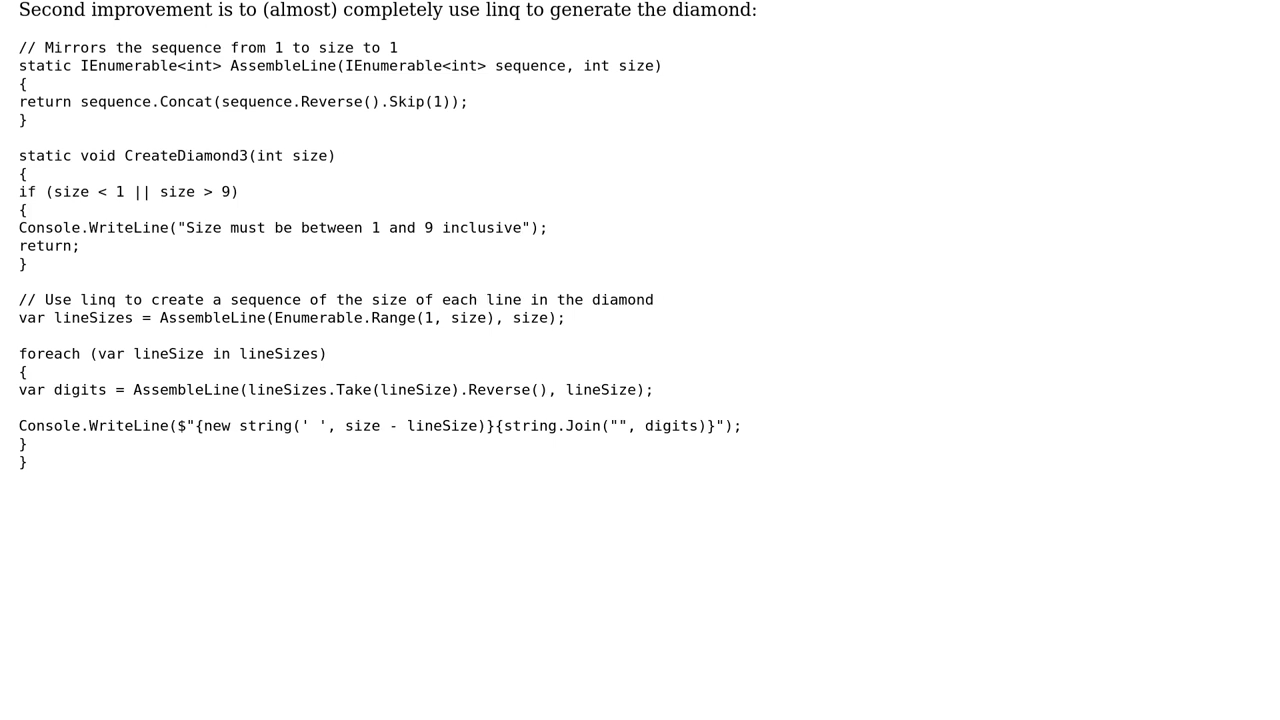 Second improvement is to (almost) completely use linq to generate the diamond:
// Mirrors the sequence from 1 to size to 1
static IEnumerable<int> AssembleLine(IEnumerable<int> sequence, int size)
{
return sequence.Concat(sequence.Reverse().Skip(1));
}
static void CreateDiamond3(int size)
{
if (size < 1 || size > 9)
{
Console.WriteLine("Size must be between 1 and 9 inclusive");
return;
}
// Use linq to create a sequence of the size of each line in the diamond
var lineSizes = AssembleLine(Enumerable.Range(1, size), size);
foreach (var lineSize in lineSizes)
{
var digits = AssembleLine(lineSizes.Take(lineSize).Reverse(), lineSize);
Console.WriteLine($"{new string(' ', size - lineSize)}{string.Join("", digits)}");
}
}